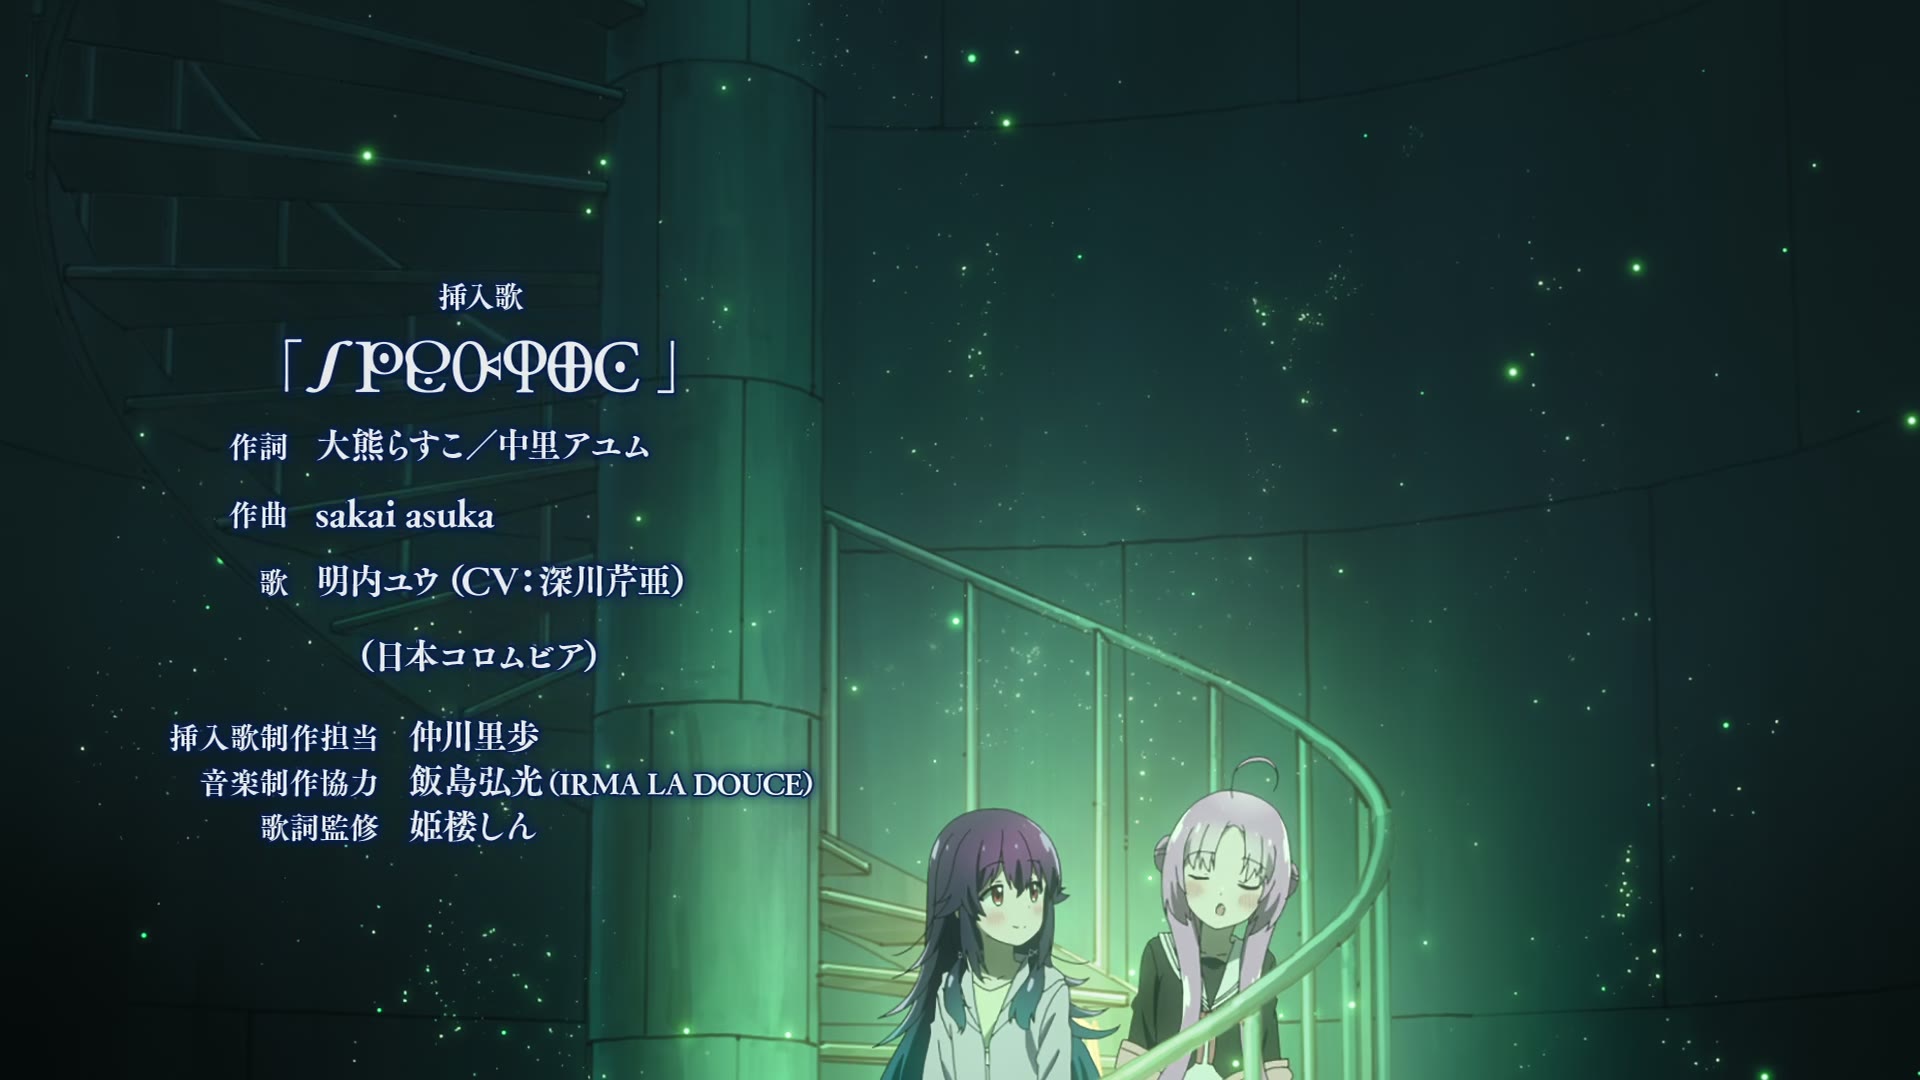 挿入歌
作詞 大熊らすこ／中里アユム
作曲 sakai asuka
歌 明内ユウ（CV：深川芹亜）
（日本コロムビア）
挿入歌制作担当 仲川里歩
音楽制作協力 飯島弘光（IRMA LA DOUCE）
歌詞監修 姫楼しん